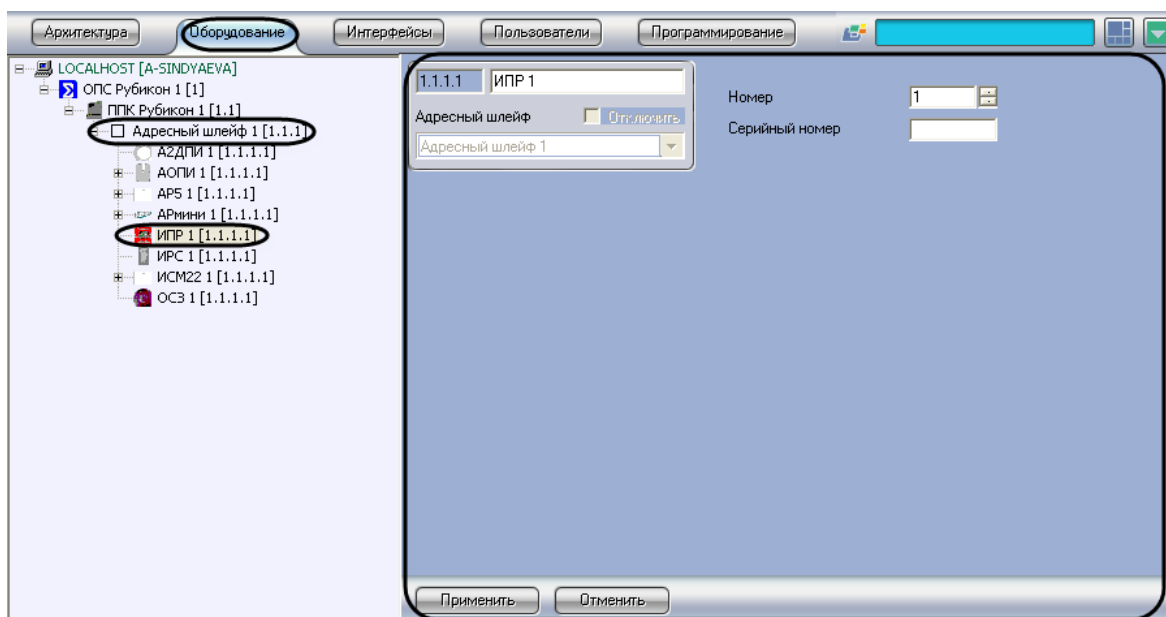 Архитектура Оборудование Интерфейсы Пользователи Программирование
LOCALHOST [A-SINDYAEVA]
ОПС Рубикон 1 [1]
ППК Рубикон 1 [1.1]
Адресный шлейф 1 [1.1.1]
А2ДПИ 1 [1.1.1.1]
АОПИ 1 [1.1.1.1]
АР5 1 [1.1.1.1]
АРмини 1 [1.1.1.1]
ИПР 1 [1.1.1.1]
ИРС 1 [1.1.1.1]
ИСМ22 1 [1.1.1.1]
ОСЗ 1 [1.1.1.1]
1.1.1.1 ИПР 1
Адресный шлейф Отключить
Адресный шлейф 1
Номер 1
Серийный номер
Применить Отменить